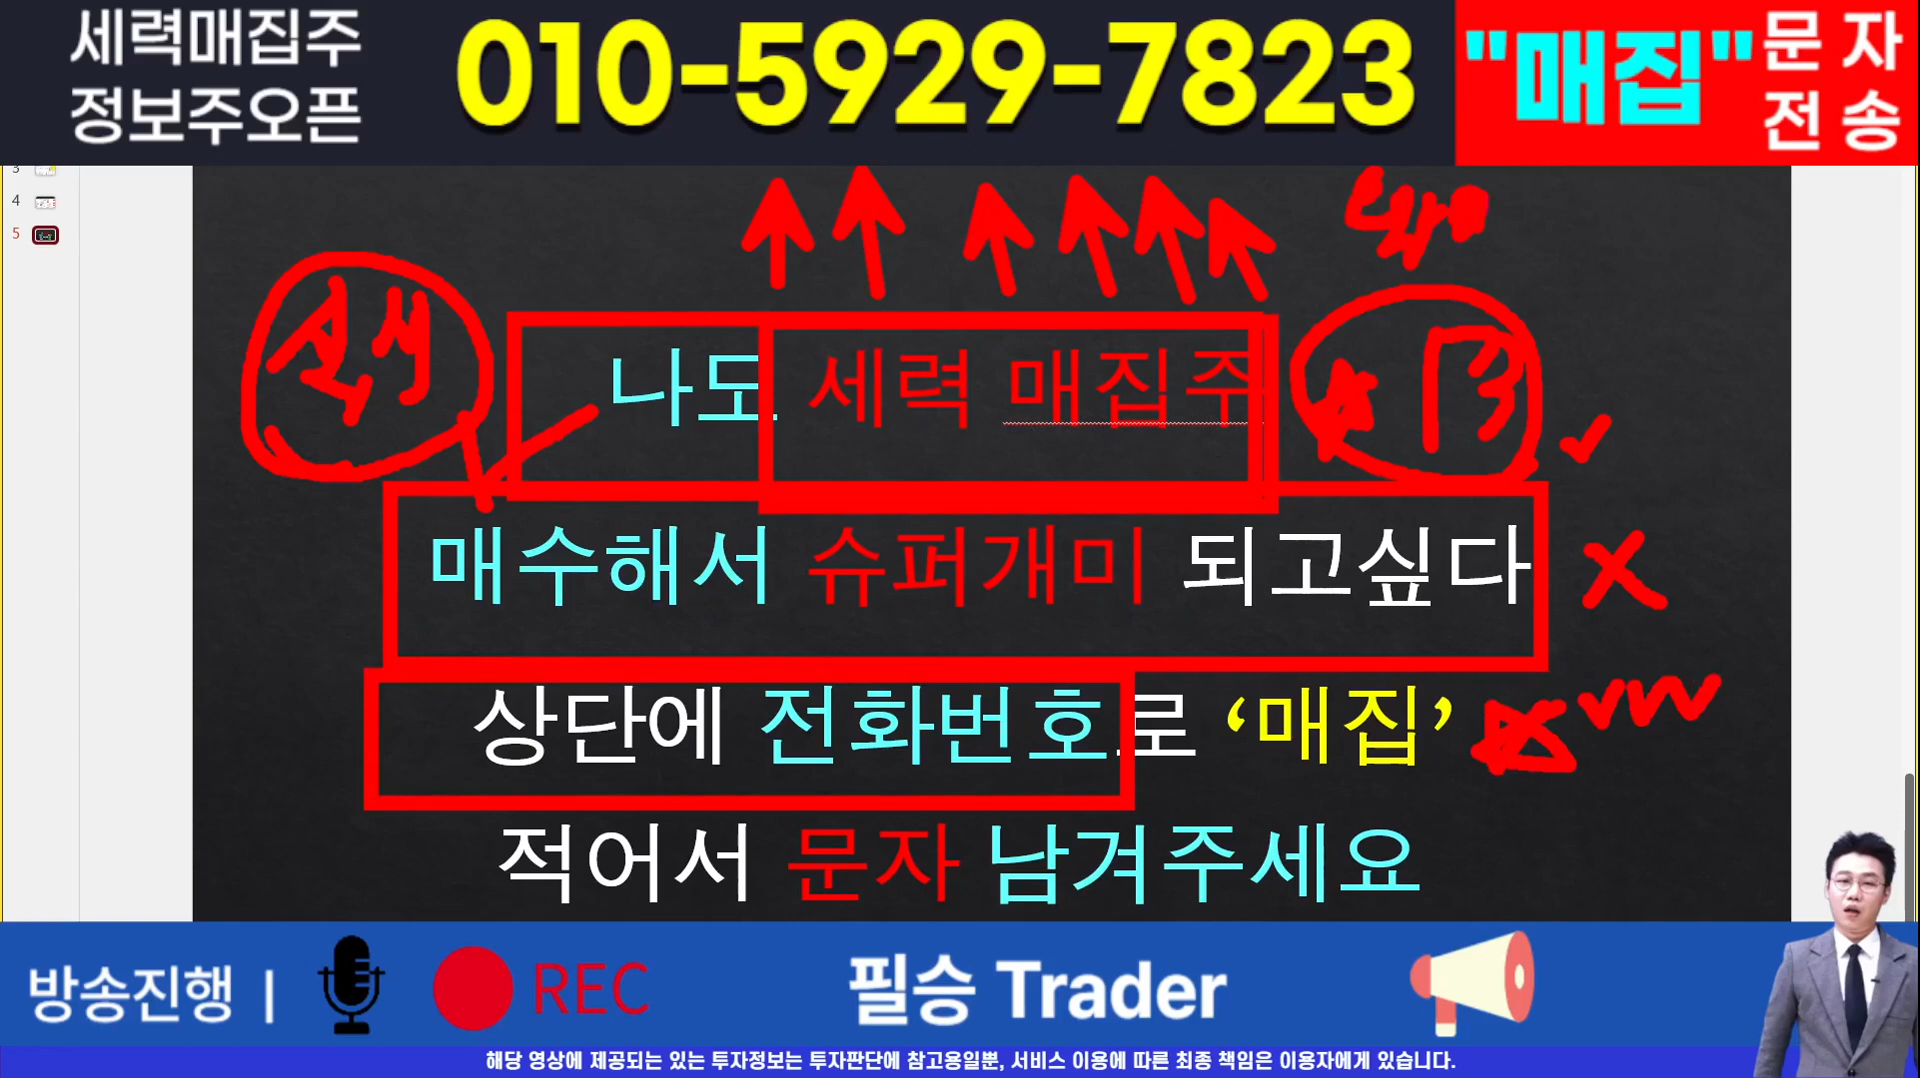 세력매집주
정보주오픈
010-5929-7823
"매집"
문자
전송
3
4
5
나도 세력 매집주
매수해서 슈퍼개미 되고싶다
상단에 전화번호로 ‘매집’
적어서 문자 남겨주세요
방송진행 |
REC
필승 Trader
해당 영상에 제공되는 있는 투자정보는 투자판단에 참고용일뿐, 서비스 이용에 따른 최종 책임은 이용자에게 있습니다.